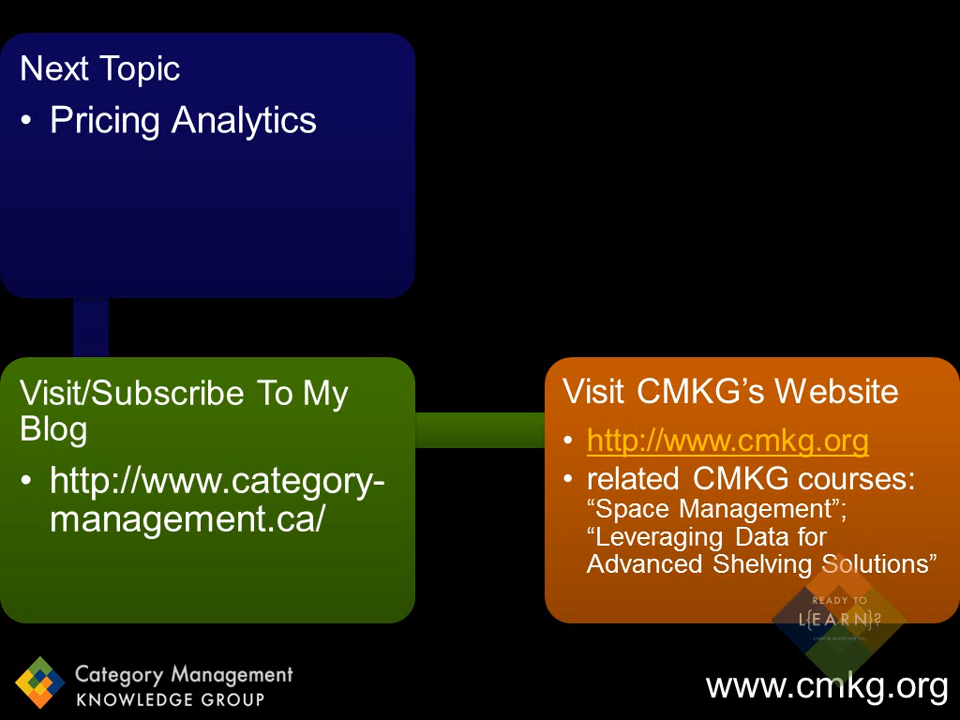 Next Topic
• Pricing Analytics
Visit/Subscribe To My
Blog
• http://www.category-
management.ca/
Visit CMKG’s Website
• http://www.cmkg.org
• related CMKG courses:
“Space Management”;
“Leveraging Data for
Advanced Shelving Solutions”
READY TO
L{EARN}?
Category Management
KNOWLEDGE GROUP
www.cmkg.org